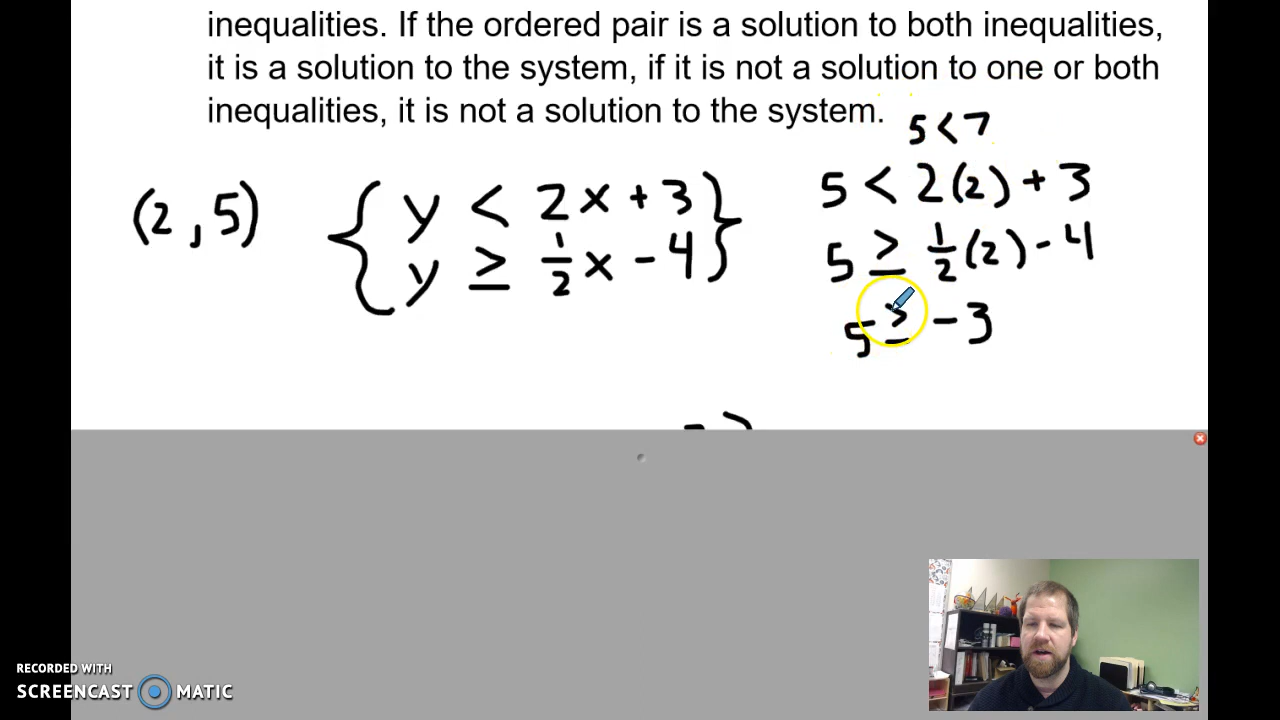 inequalities. If the ordered pair is a solution to both inequalities,
it is a solution to the system, if it is not a solution to one or both
inequalities, it is not a solution to the system.
5 < 7
(2, 5) { y < 2x + 3 }
y ≥ 1/2 x - 4
5 < 2(2) + 3
5 ≥ 1/2 (2) - 4
5 ≥ -3
RECORDED WITH
SCREENCAST MATIC